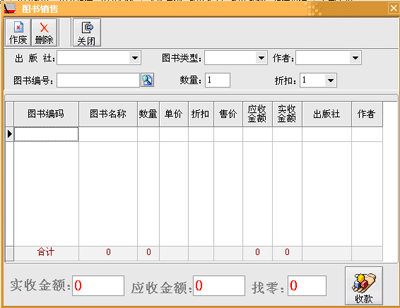 图书销售
作废 删除 关闭
出 版 社: 图书类型: 作者:
图书编号: 数量: 1 折扣: 1
图书编码 图书名称 数量 单价 折扣 售价 应收金额 实收金额 出版社 作者
合计 0 0 0 0
实收金额: 0 应收金额: 0 找零: 0 收款